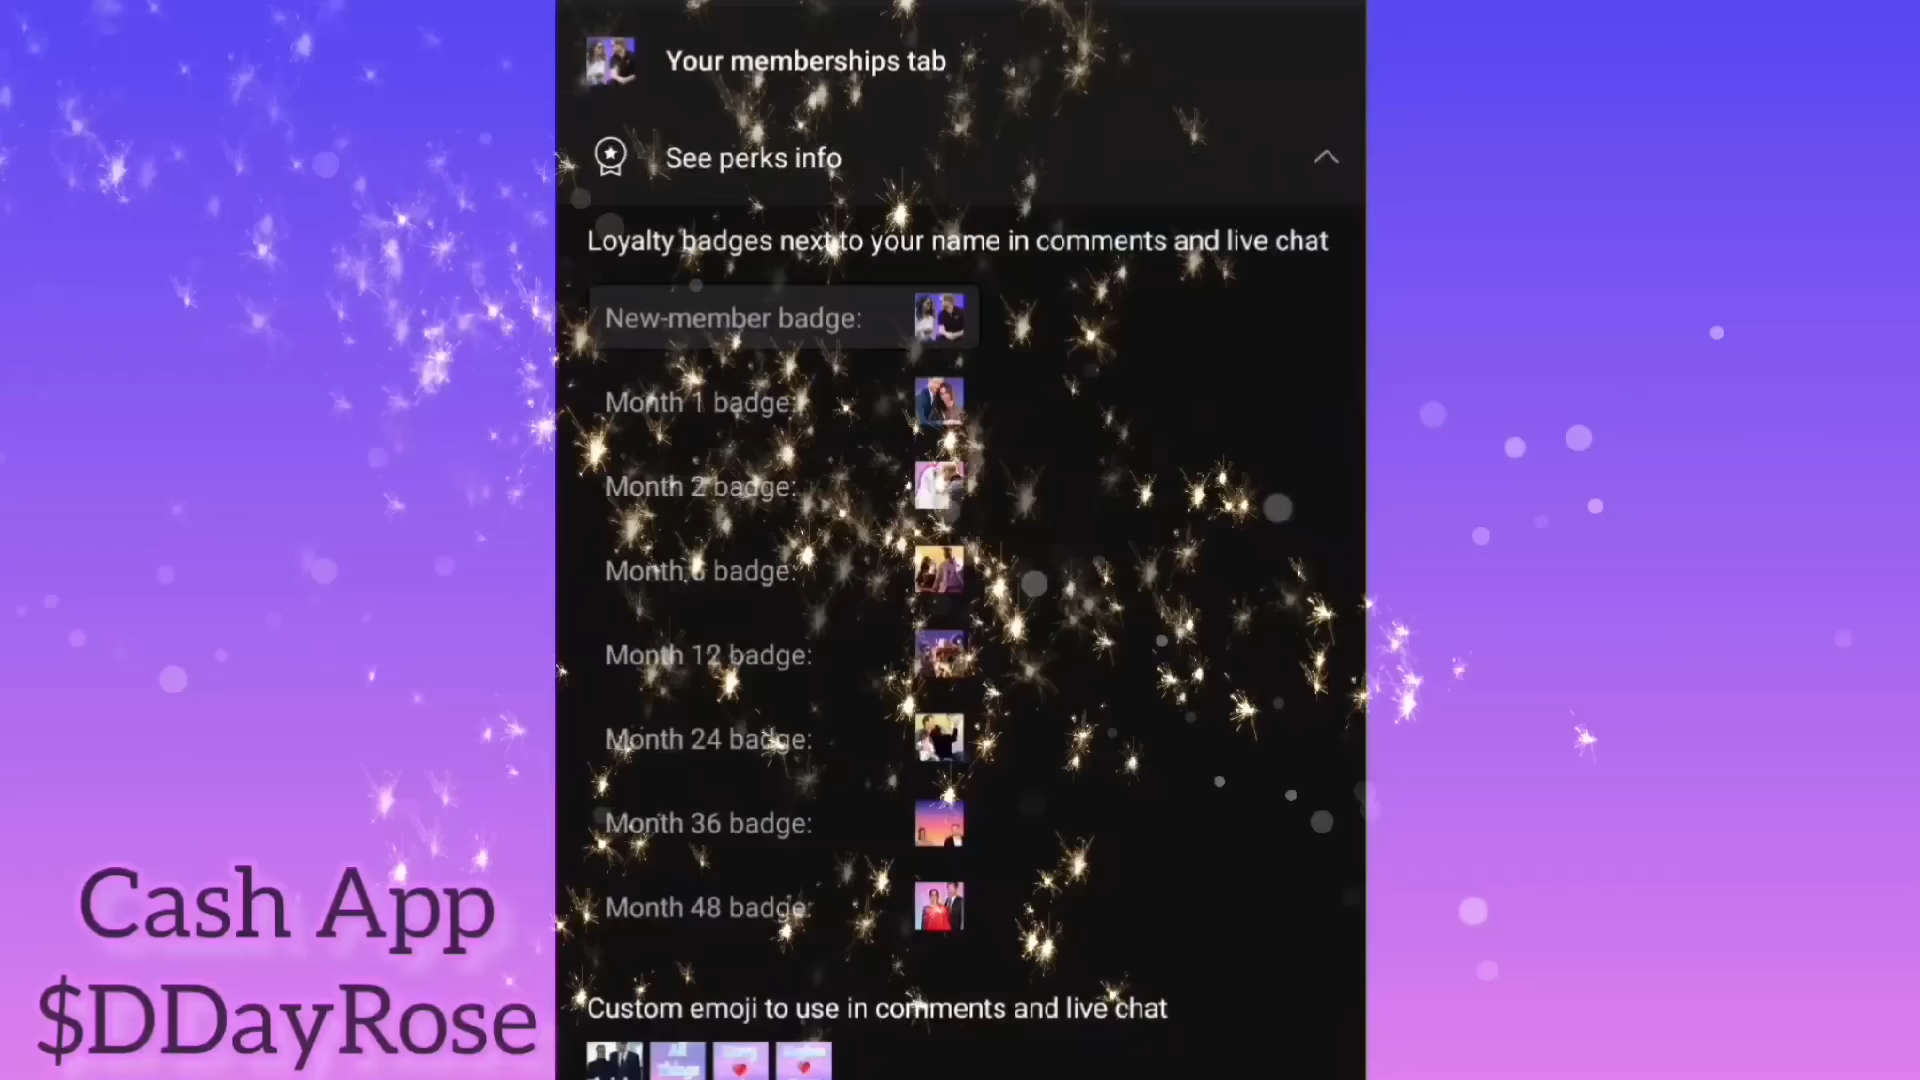 Your memberships tab
See perks info
Loyalty badges next to your name in comments and live chat
New-member badge:
Month 1 badge:
Month 2 badge:
Month 6 badge:
Month 12 badge:
Month 24 badge:
Month 36 badge:
Month 48 badge:
Custom emoji to use in comments and live chat
All
Things
Cash App
$DDayRose